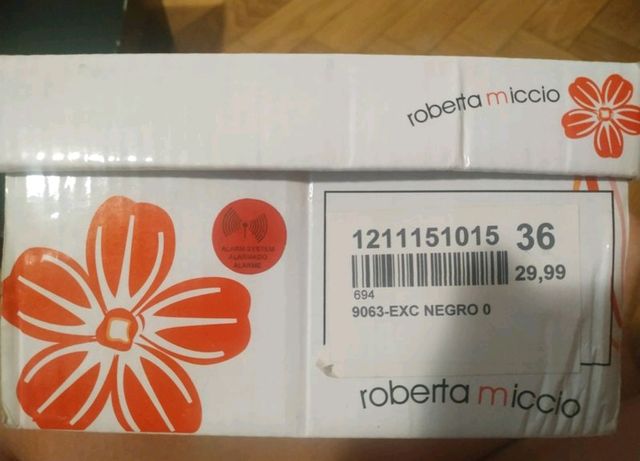 roberta miccio
ALARM SYSTEM
ALARMADO
ALARME
1211151015 36
29,99
694
9063-EXC NEGRO 0
roberta miccio